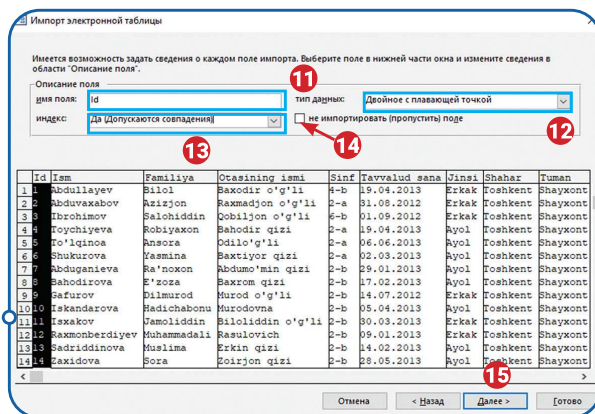 Импорт электронной таблицы
Имеется возможность задать сведения о каждом поле импорта. Выберите поле в нижней части окна и измените сведения в
области "Описание поля".
Описание поля
11
имя поля: Id тип данных: Двойное с плавающей точкой
индекс: Да (Допускаются совпадения) не импортировать (пропустить) поле
13 14 12
Id Ism Familiya Otasining ismi Sinf Tavvalud sana Jinsi Shahar Tuman
1 1 Abdullayev Bilol Baxodir o'g'li 4-b 19.04.2013 Erkak Toshkent Shayxont
2 2 Abduvaxabov Azizjon Raxmadjon o'g'li 2-a 31.08.2012 Erkak Toshkent Shayxont
3 3 Ibrohimov Salohiddin Qobiljon o'g'li 6-b 01.09.2012 Erkak Toshkent Shayxont
4 4 Toychiyeva Robiyaxon Bahodir qizi 2-a 19.04.2013 Ayol Toshkent Shayxont
5 5 To'lqinoa Ansora Odilo'g'li 2-a 06.06.2013 Ayol Toshkent Shayxont
6 6 Shukurova Yasmina Baxtiyor qizi 2-a 02.03.2013 Ayol Toshkent Shayxont
7 7 Abduganieva Ra'noxon Abdumo'min qizi 2-b 29.01.2013 Ayol Toshkent Shayxont
8 8 Bahodirova E'zoza Baxrom qizi 2-b 17.02.2013 Ayol Toshkent Shayxont
9 9 Gafurov Dilmurod Murod o'g'li 2-b 14.07.2012 Erkak Toshkent Shayxont
10 10 Iskandarova Hadichabonu Murodovna 2-b 05.04.2013 Ayol Toshkent Shayxont
11 11 Isxakov Jamoliddin Biloliddin o'g'li 2-b 30.03.2013 Erkak Toshkent Shayxont
12 12 Raxmonberdiyev Muhammadali Rasulovich 2-b 09.01.2013 Erkak Toshkent Shayxont
13 13 Sadriddinova Muslima Erkin qizi 2-b 14.02.2013 Ayol Toshkent Shayxont
14 14 Zaxidova Sora Zoirjon qizi 2-b 28.05.2013 Ayol Toshkent Shayxont
15
Отмена < Назад Далее > Готово